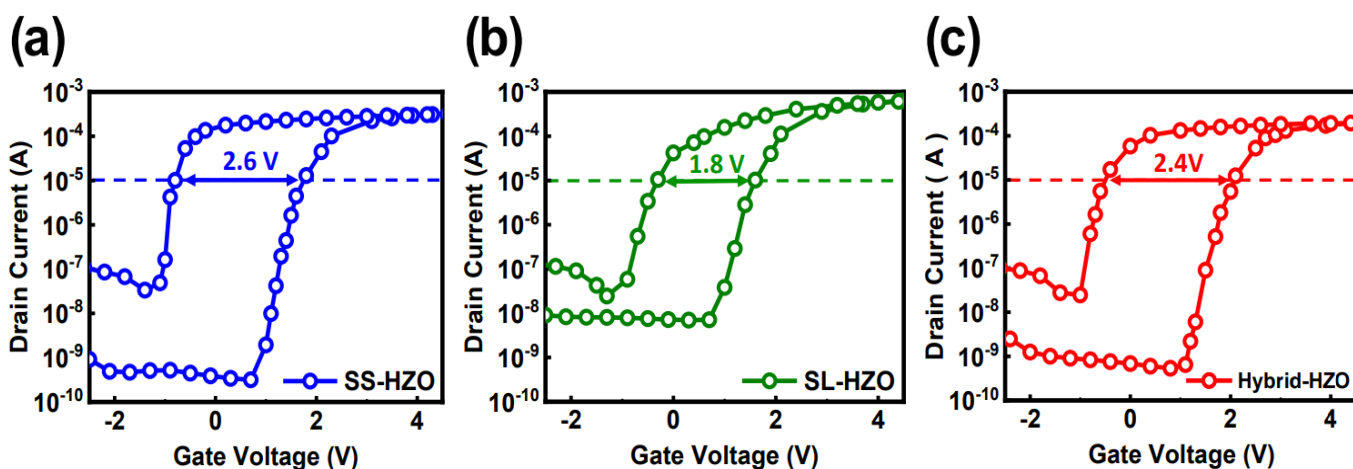 (a)
Drain Current (A)
10-3
10-4
10-5
10-6
10-7
10-8
10-9
10-10
2.6 V
SS-HZO
-2 0 2 4
Gate Voltage (V)
(b)
Drain Current (A)
10-3
10-4
10-5
10-6
10-7
10-8
10-9
10-10
1.8 V
SL-HZO
-2 0 2 4
Gate Voltage (V)
(c)
Drain Current ( A)
10-3
10-4
10-5
10-6
10-7
10-8
10-9
10-10
2.4V
Hybrid-HZO
-2 0 2 4
Gate Voltage (V)